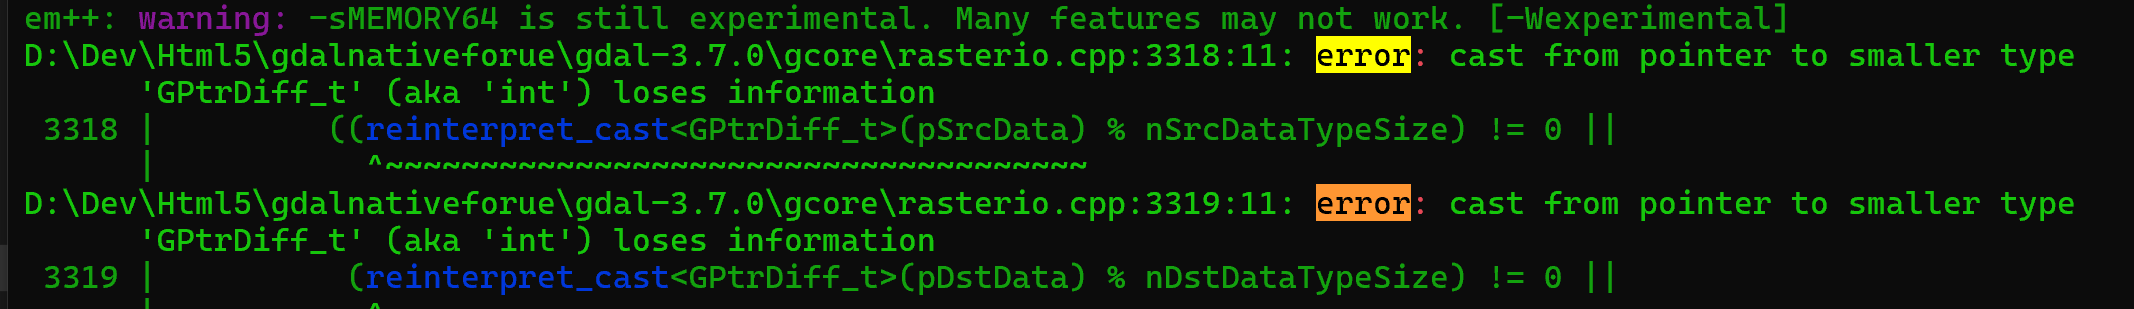 em++: warning: -sMEMORY64 is still experimental. Many features may not work. [-Wexperimental]
D:\Dev\Html5\gdalnativeforue\gdal-3.7.0\gcore\rasterio.cpp:3318:11: error: cast from pointer to smaller type
'GPtrDiff_t' (aka 'int') loses information
3318 | ((reinterpret_cast<GPtrDiff_t>(pSrcData) % nSrcDataTypeSize) != 0 ||
| ^~~~~~~~~~~~~~~~~~~~~~~~~~~~~~~~~~~~~~
D:\Dev\Html5\gdalnativeforue\gdal-3.7.0\gcore\rasterio.cpp:3319:11: error: cast from pointer to smaller type
'GPtrDiff_t' (aka 'int') loses information
3319 | (reinterpret_cast<GPtrDiff_t>(pDstData) % nDstDataTypeSize) != 0 ||
| ^